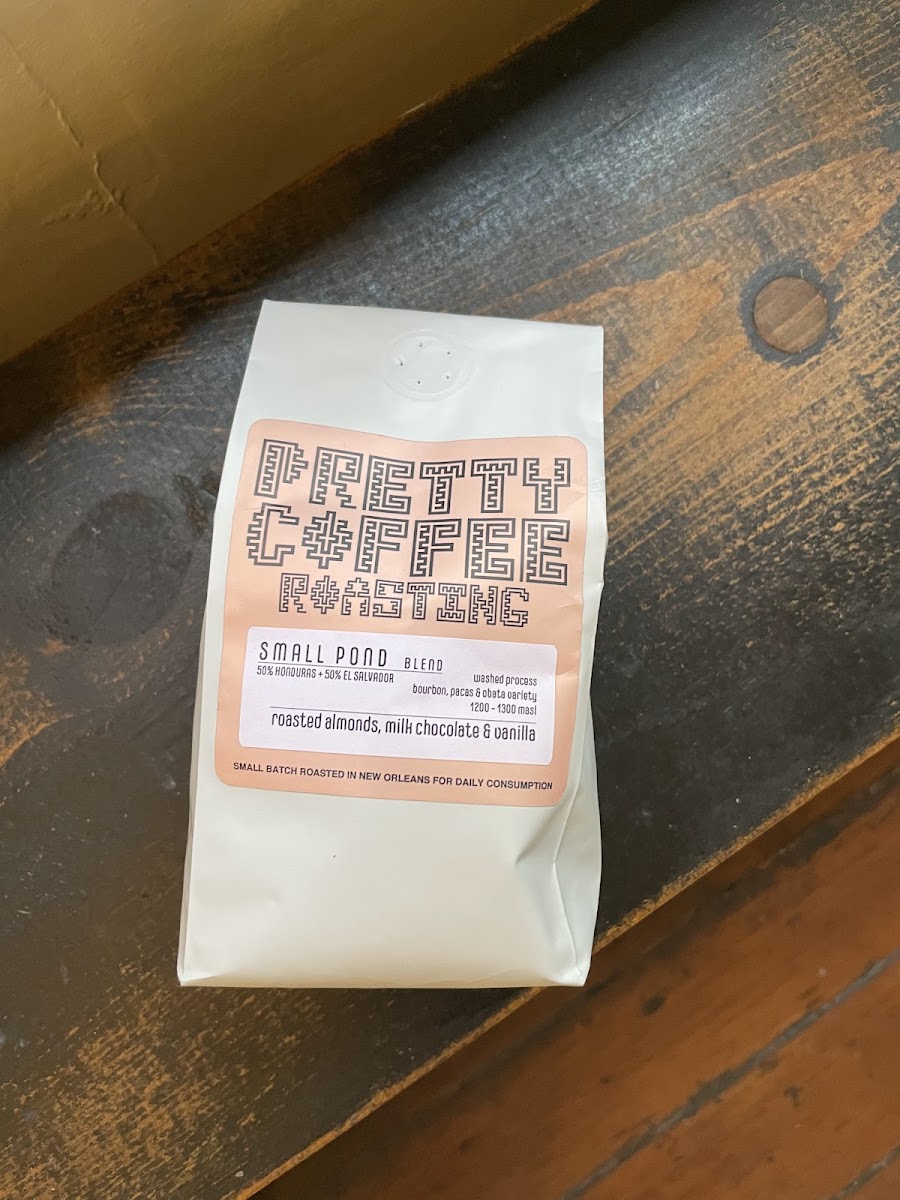 PRETTY
COFFEE
ROASTING
SMALL POND BLEND
50% HONDURAS + 50% EL SALVADOR
washed process
bourbon, pacas & obata variety
1200 - 1300 masl
roasted almonds, milk chocolate & vanilla
SMALL BATCH ROASTED IN NEW ORLEANS FOR DAILY CONSUMPTION